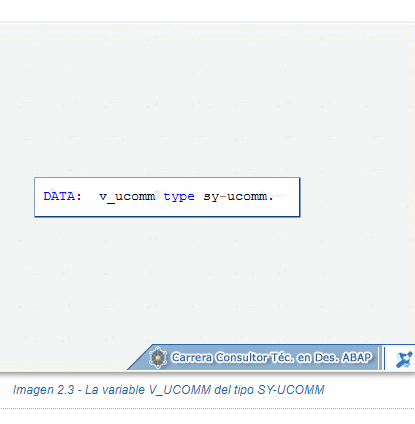 DATA:  v_ucomm type sy-ucomm.
Carrera Consultor Téc. en Des. ABAP
Imagen 2.3 - La variable V_UCOMM del tipo SY-UCOMM